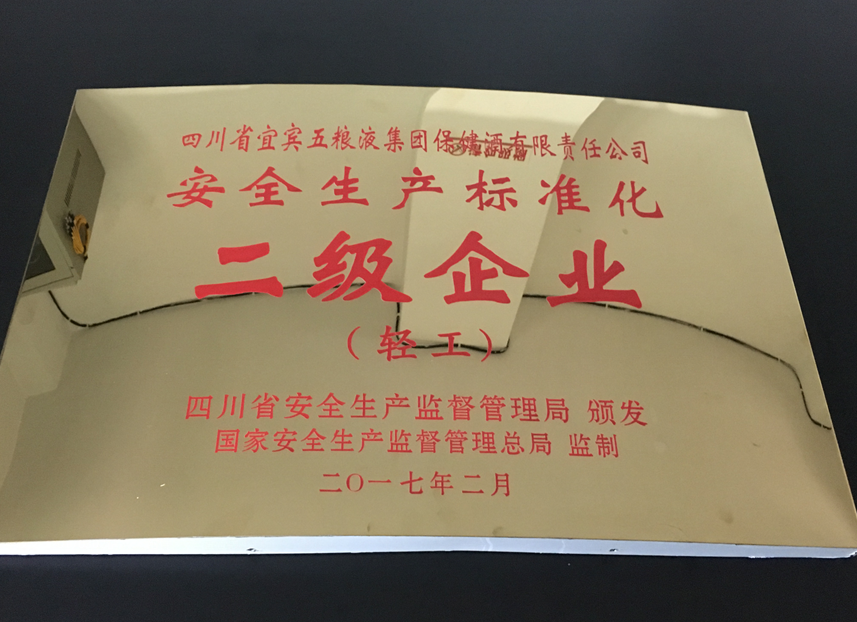 四川省宜宾五粮液集团保健酒有限责任公司
安全生产标准化
二级企业
（轻工）
四川省安全生产监督管理局 颁发
国家安全生产监督管理总局 监制
二〇一七年二月